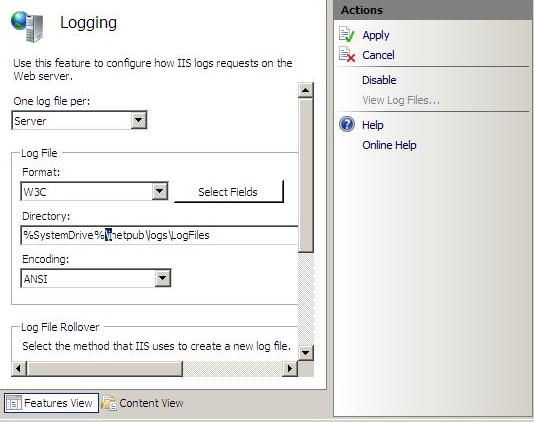 Logging
Use this feature to configure how IIS logs requests on the
Web server.
One log file per:
Server
Log File
Format:
W3C
Select Fields
Directory:
%SystemDrive%\inetpub\logs\LogFiles
Encoding:
ANSI
Log File Rollover
Select the method that IIS uses to create a new log file.
Features View
Content View
Actions
Apply
Cancel
Disable
View Log Files...
Help
Online Help